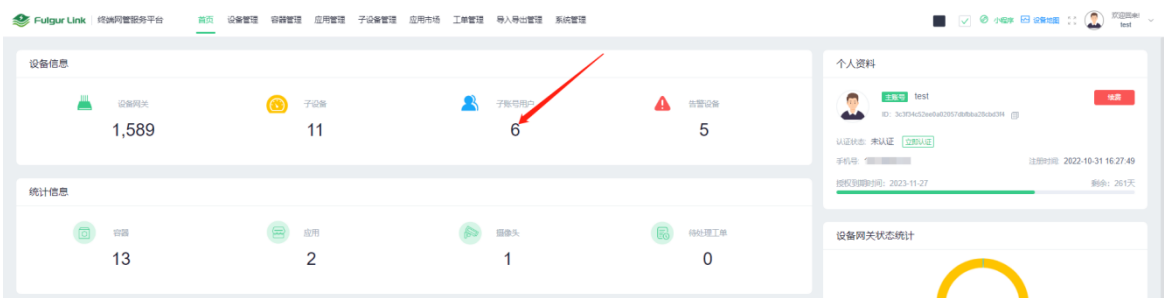 Fulgur Link 终端网管服务平台 首页 设备管理 容器管理 应用管理 子设备管理 应用市场 工单管理 导入导出管理 系统管理 小程序 设备地图 欢迎回来! test
设备信息
设备网关 子设备 子账号用户 告警设备
1,589 11 6 5
统计信息
容器 应用 摄像头 待处理工单
13 2 1 0
个人资料
主账号 test 续费
认证状态: 未认证 立即认证
手机号: 注册时间: 2022-10-31 16:27:49
授权到期时间: 2023-11-27 剩余: 261天
设备网关状态统计